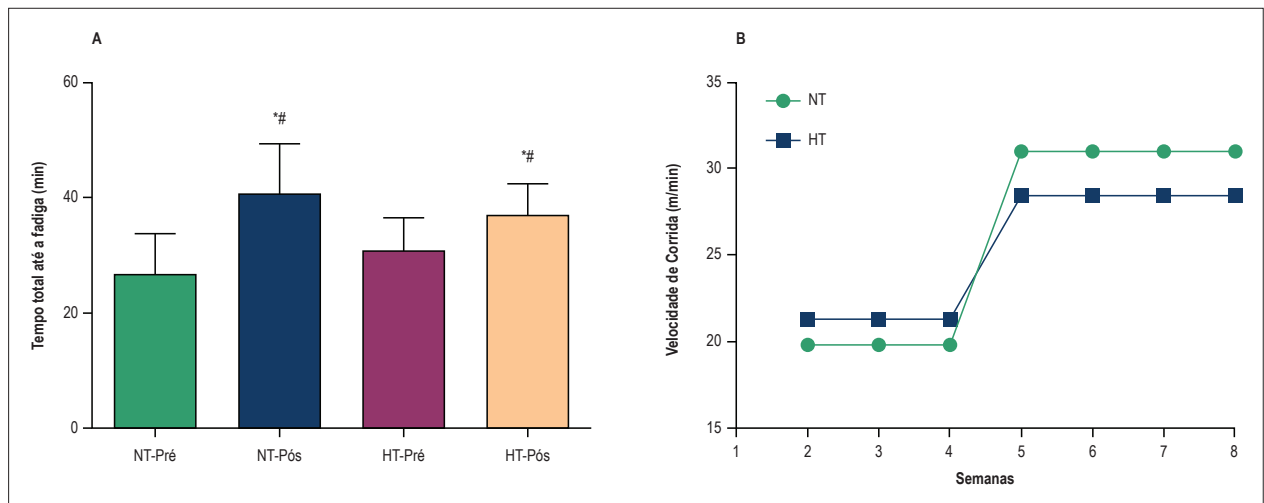 A
Tempo total até a fadiga (min)
60
40
20
0
*#
*#
NT-Pré
NT-Pós
HT-Pré
HT-Pós
B
Velocidade de Corrida (m/min)
35
30
25
20
15
NT
HT
1 2 3 4 5 6 7 8
Semanas